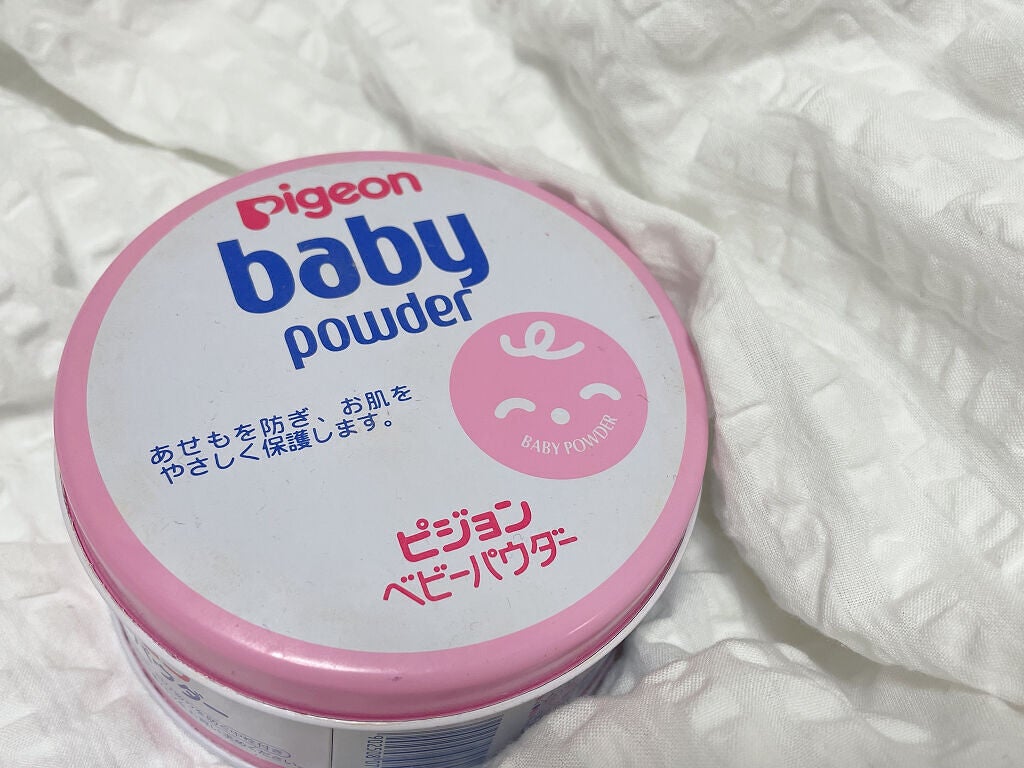 Pigeon
baby
powder
あせもを防ぎ、お肌を
やさしく保護します。
BABY POWDER
ピジョン
ベビーパウダー